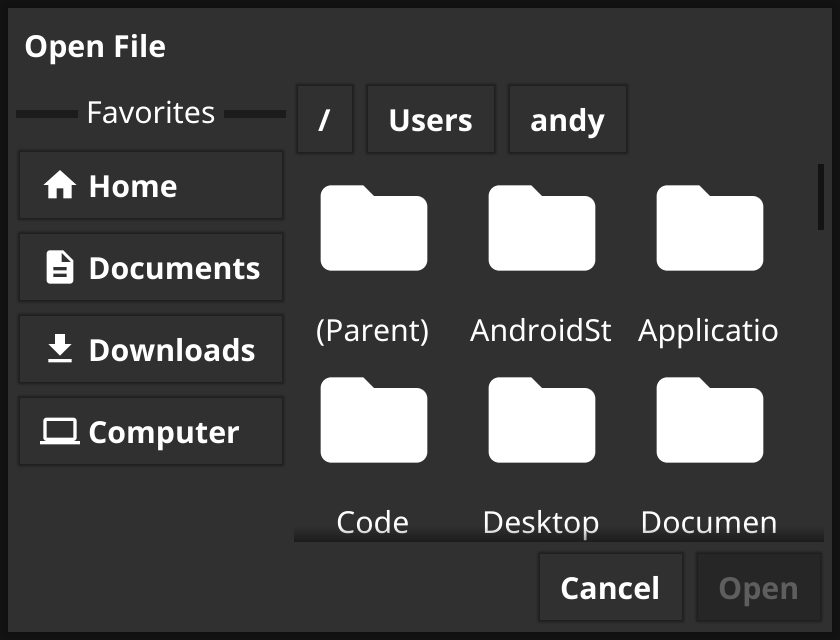 Open File
Favorites
Home
Documents
Downloads
Computer
/ Users andy
(Parent) AndroidSt Applicatio
Code Desktop Documen
Cancel Open